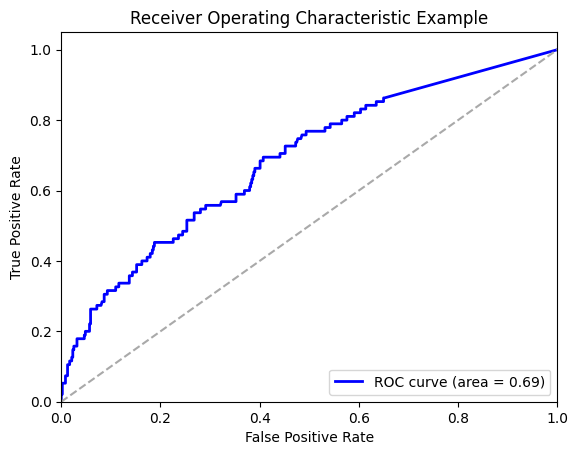 Receiver Operating Characteristic Example
1.0
0.8
0.6
0.4
0.2
0.0
True Positive Rate
ROC curve (area = 0.69)
0.0 0.2 0.4 0.6 0.8 1.0
False Positive Rate